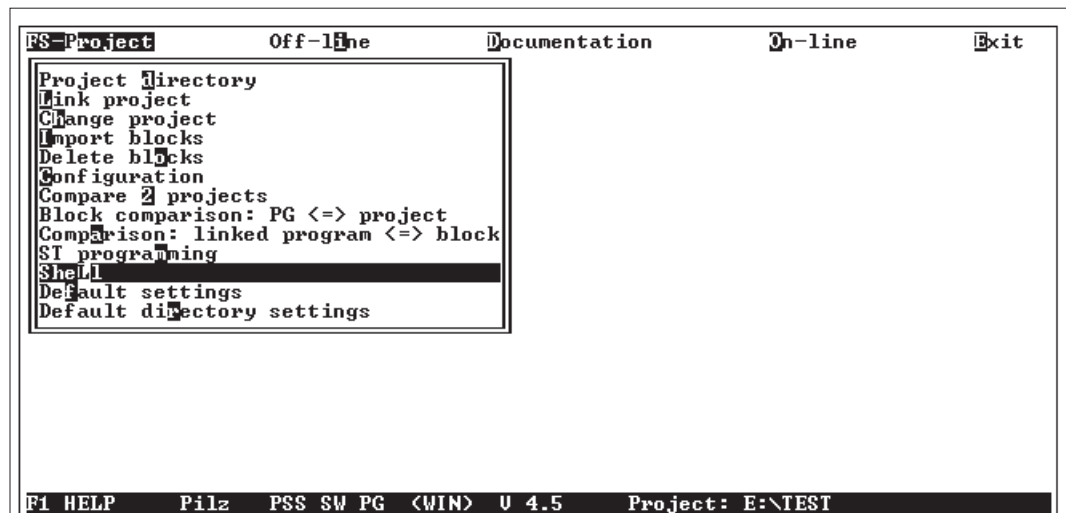 FS-Project Off-line Documentation On-line Exit
Project directory
Link project
Change project
Import blocks
Delete blocks
Configuration
Compare 2 projects
Block comparison: PG <=> project
Comparison: linked program <=> block
ST programming
SheLl
Default settings
Default directory settings
F1 HELP Pilz PSS SW PG (WIN) V 4.5 Project: E:\TEST